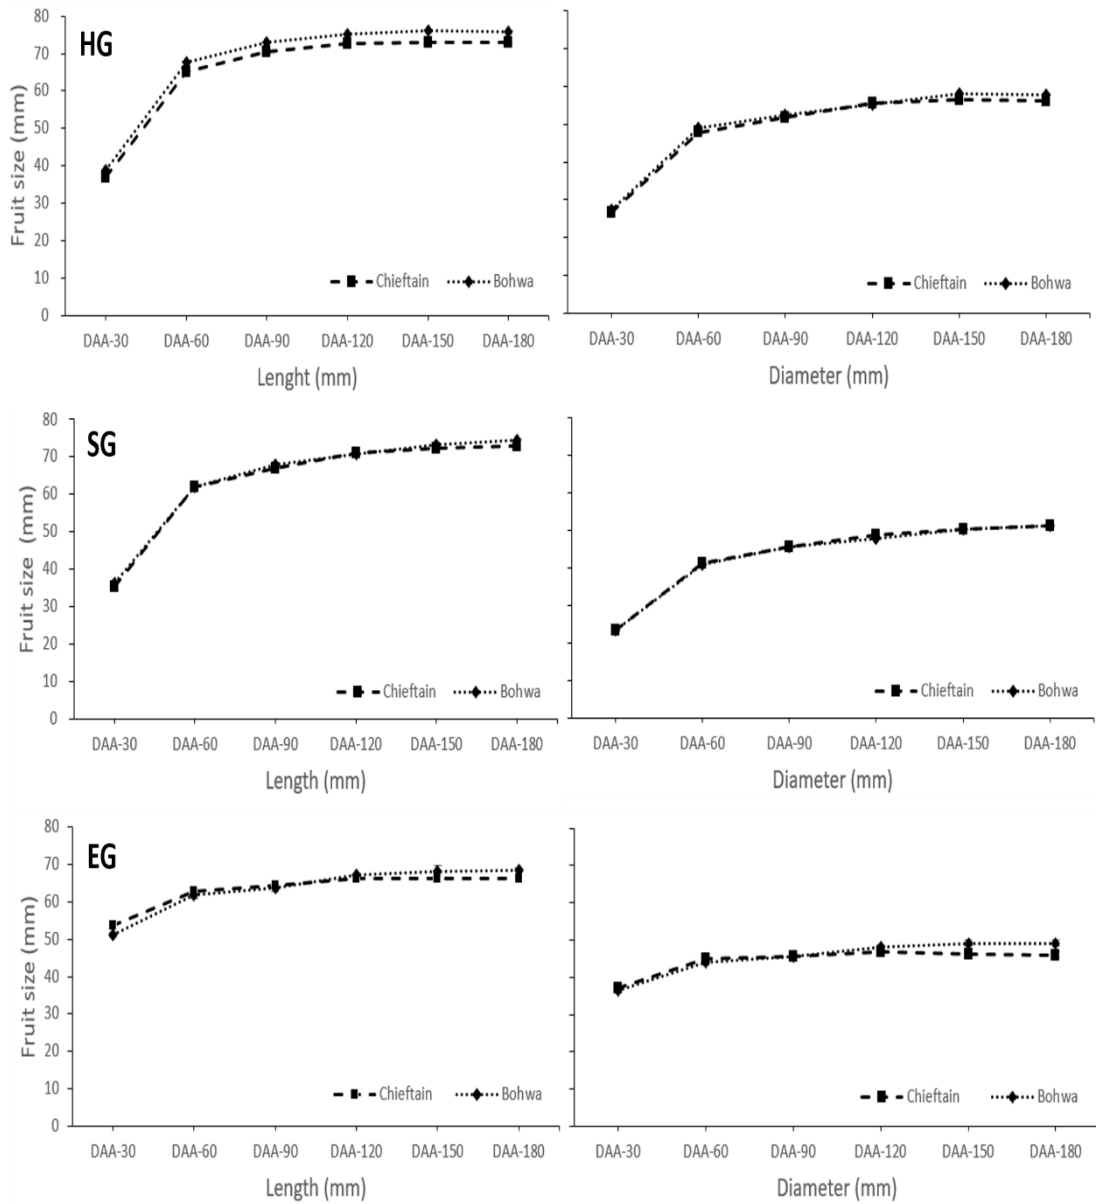 HG
Fruit size (mm)
80
70
60
50
40
30
20
10
0
Chieftain Bohwa
DAA-30 DAA-60 DAA-90 DAA-120 DAA-150 DAA-180
Lenght (mm)
Chieftain Bohwa
DAA-30 DAA-60 DAA-90 DAA-120 DAA-150 DAA-180
Diameter (mm)
SG
Fruit size (mm)
80
70
60
50
40
30
20
10
0
Chieftain Bohwa
DAA-30 DAA-60 DAA-90 DAA-120 DAA-150 DAA-180
Length (mm)
Chieftain Bohwa
DAA-30 DAA-60 DAA-90 DAA-120 DAA-150 DAA-180
Diameter (mm)
EG
Fruit size (mm)
80
70
60
50
40
30
20
10
0
Chieftain Bohwa
DAA-30 DAA-60 DAA-90 DAA-120 DAA-150 DAA-180
Length (mm)
Chieftain Bohwa
DAA-30 DAA-60 DAA-90 DAA-120 DAA-150 DAA-180
Diameter (mm)